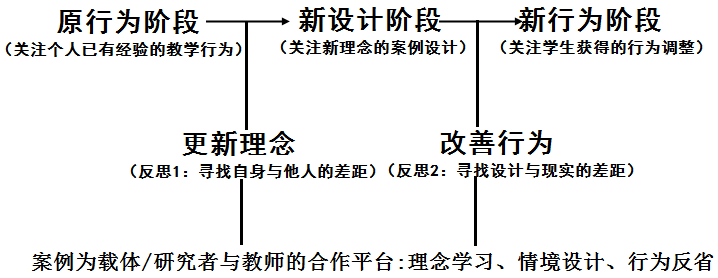 原行为阶段 新设计阶段 新行为阶段
（关注个人已有经验的教学行为） （关注新理念的案例设计） （关注学生获得的行为调整）
更新理念 改善行为
（反思1：寻找自身与他人的差距） （反思2：寻找设计与现实的差距）
案例为载体/研究者与教师的合作平台:理念学习、情境设计、行为反省